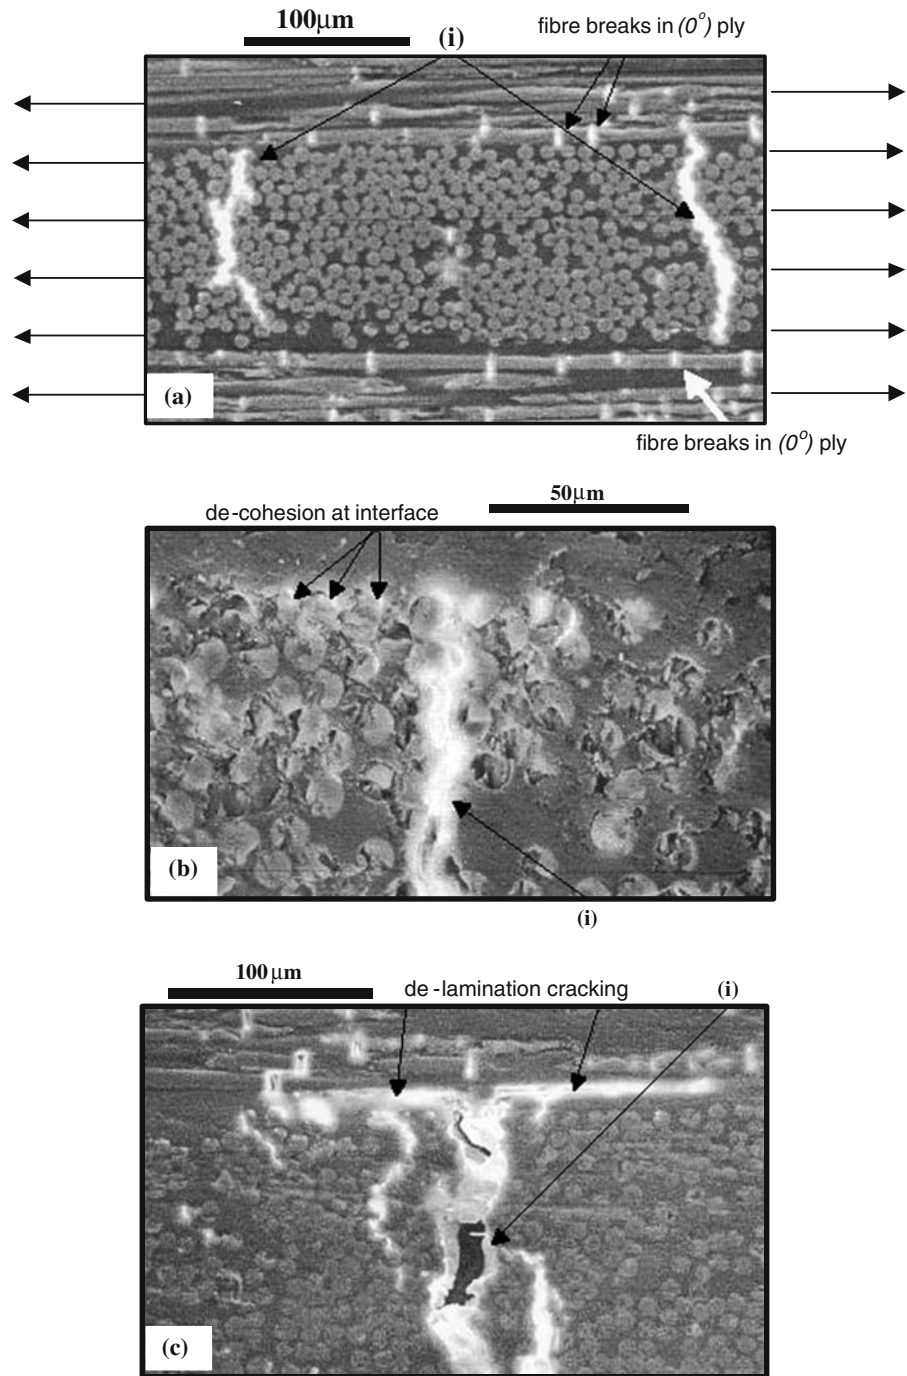 100μm
(i)
fibre breaks in (0°) ply
(a)
fibre breaks in (0°) ply
50μm
de-cohesion at interface
(b)
(i)
100μm
de-lamination cracking
(i)
(c)